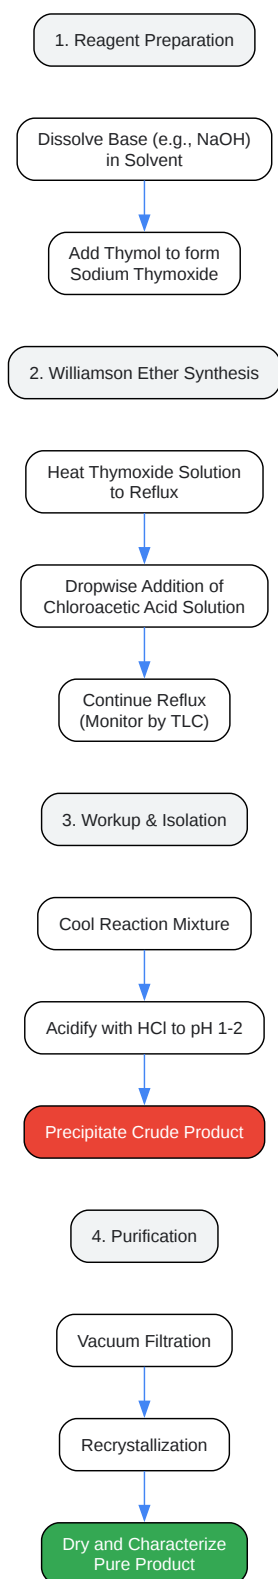 1. Reagent Preparation
Dissolve Base (e.g., NaOH)
in Solvent
Add Thymol to form
Sodium Thymoxide
2. Williamson Ether Synthesis
Heat Thymoxide Solution
to Reflux
Dropwise Addition of
Chloroacetic Acid Solution
Continue Reflux
(Monitor by TLC)
3. Workup & Isolation
Cool Reaction Mixture
Acidify with HCl to pH 1-2
Precipitate Crude Product
4. Purification
Vacuum Filtration
Recrystallization
Dry and Characterize
Pure Product